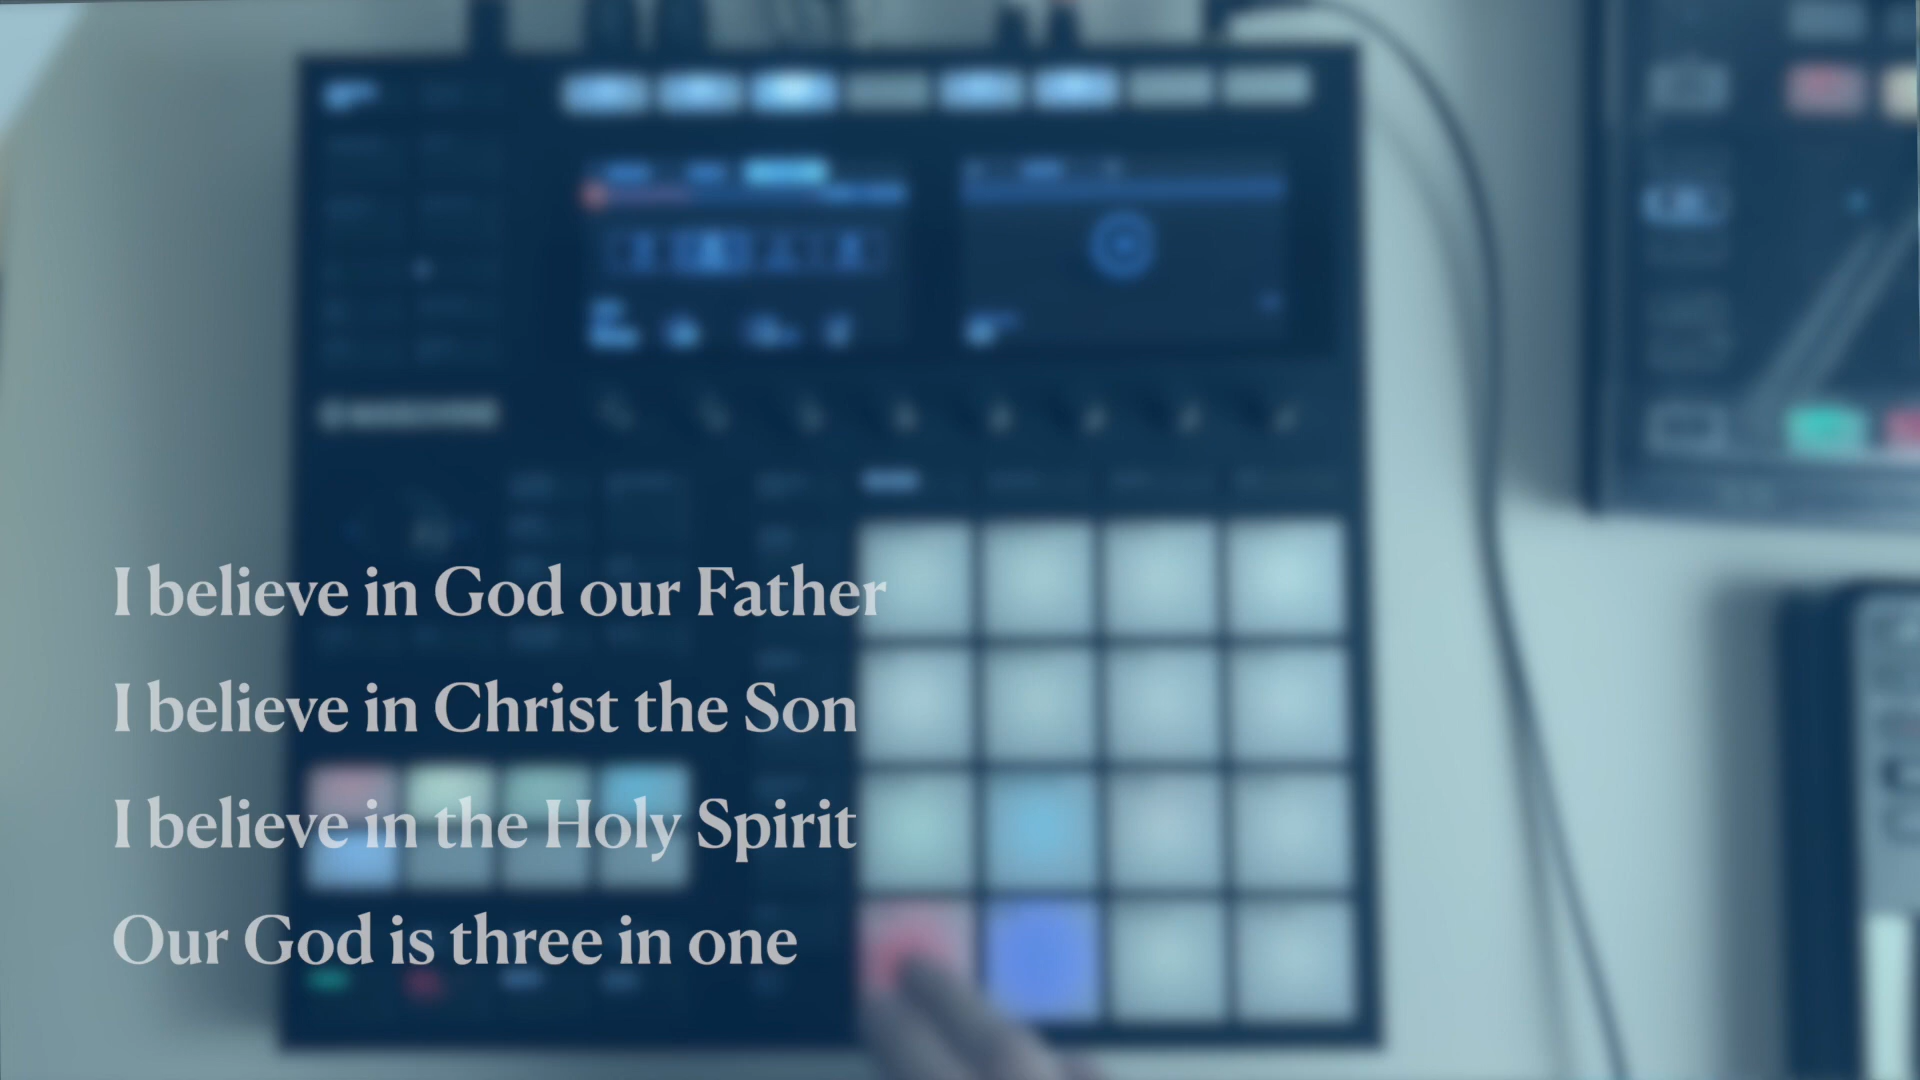 I believe in God our Father
I believe in Christ the Son
I believe in the Holy Spirit
Our God is three in one